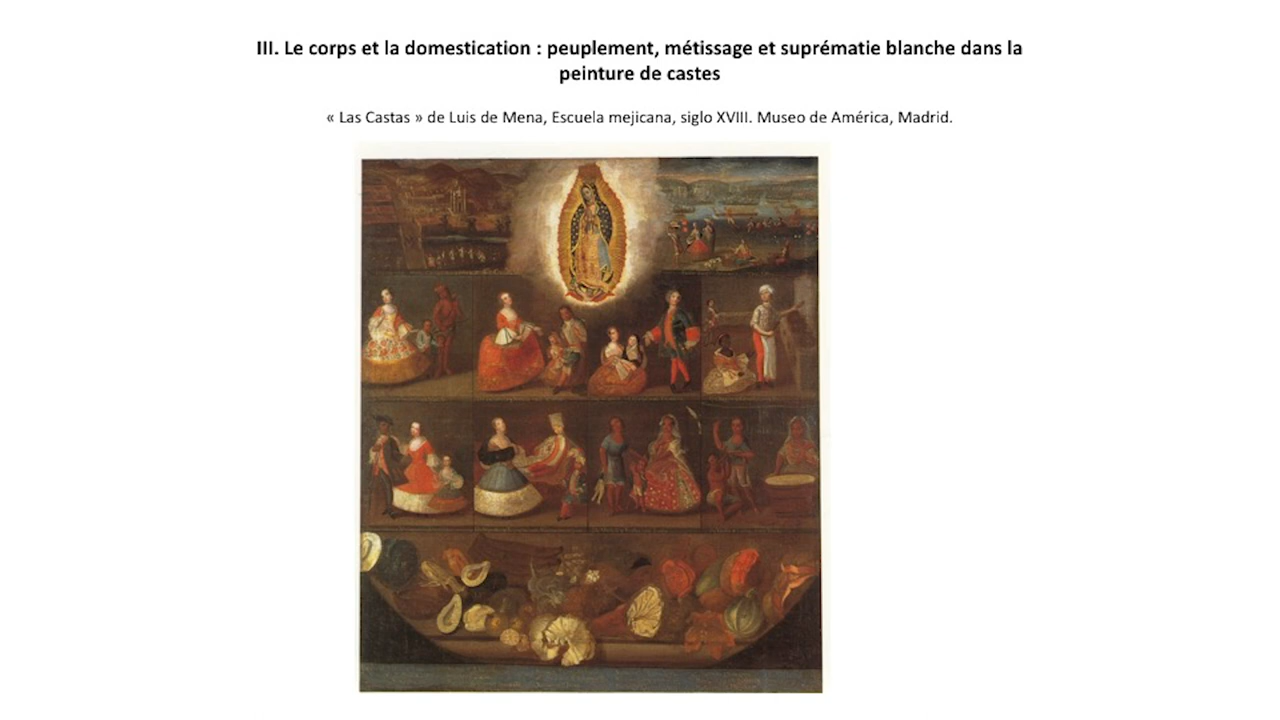 III. Le corps et la domestication : peuplement, métissage et suprématie blanche dans la
peinture de castes
« Las Castas » de Luis de Mena, Escuela mejicana, siglo XVIII. Museo de América, Madrid.